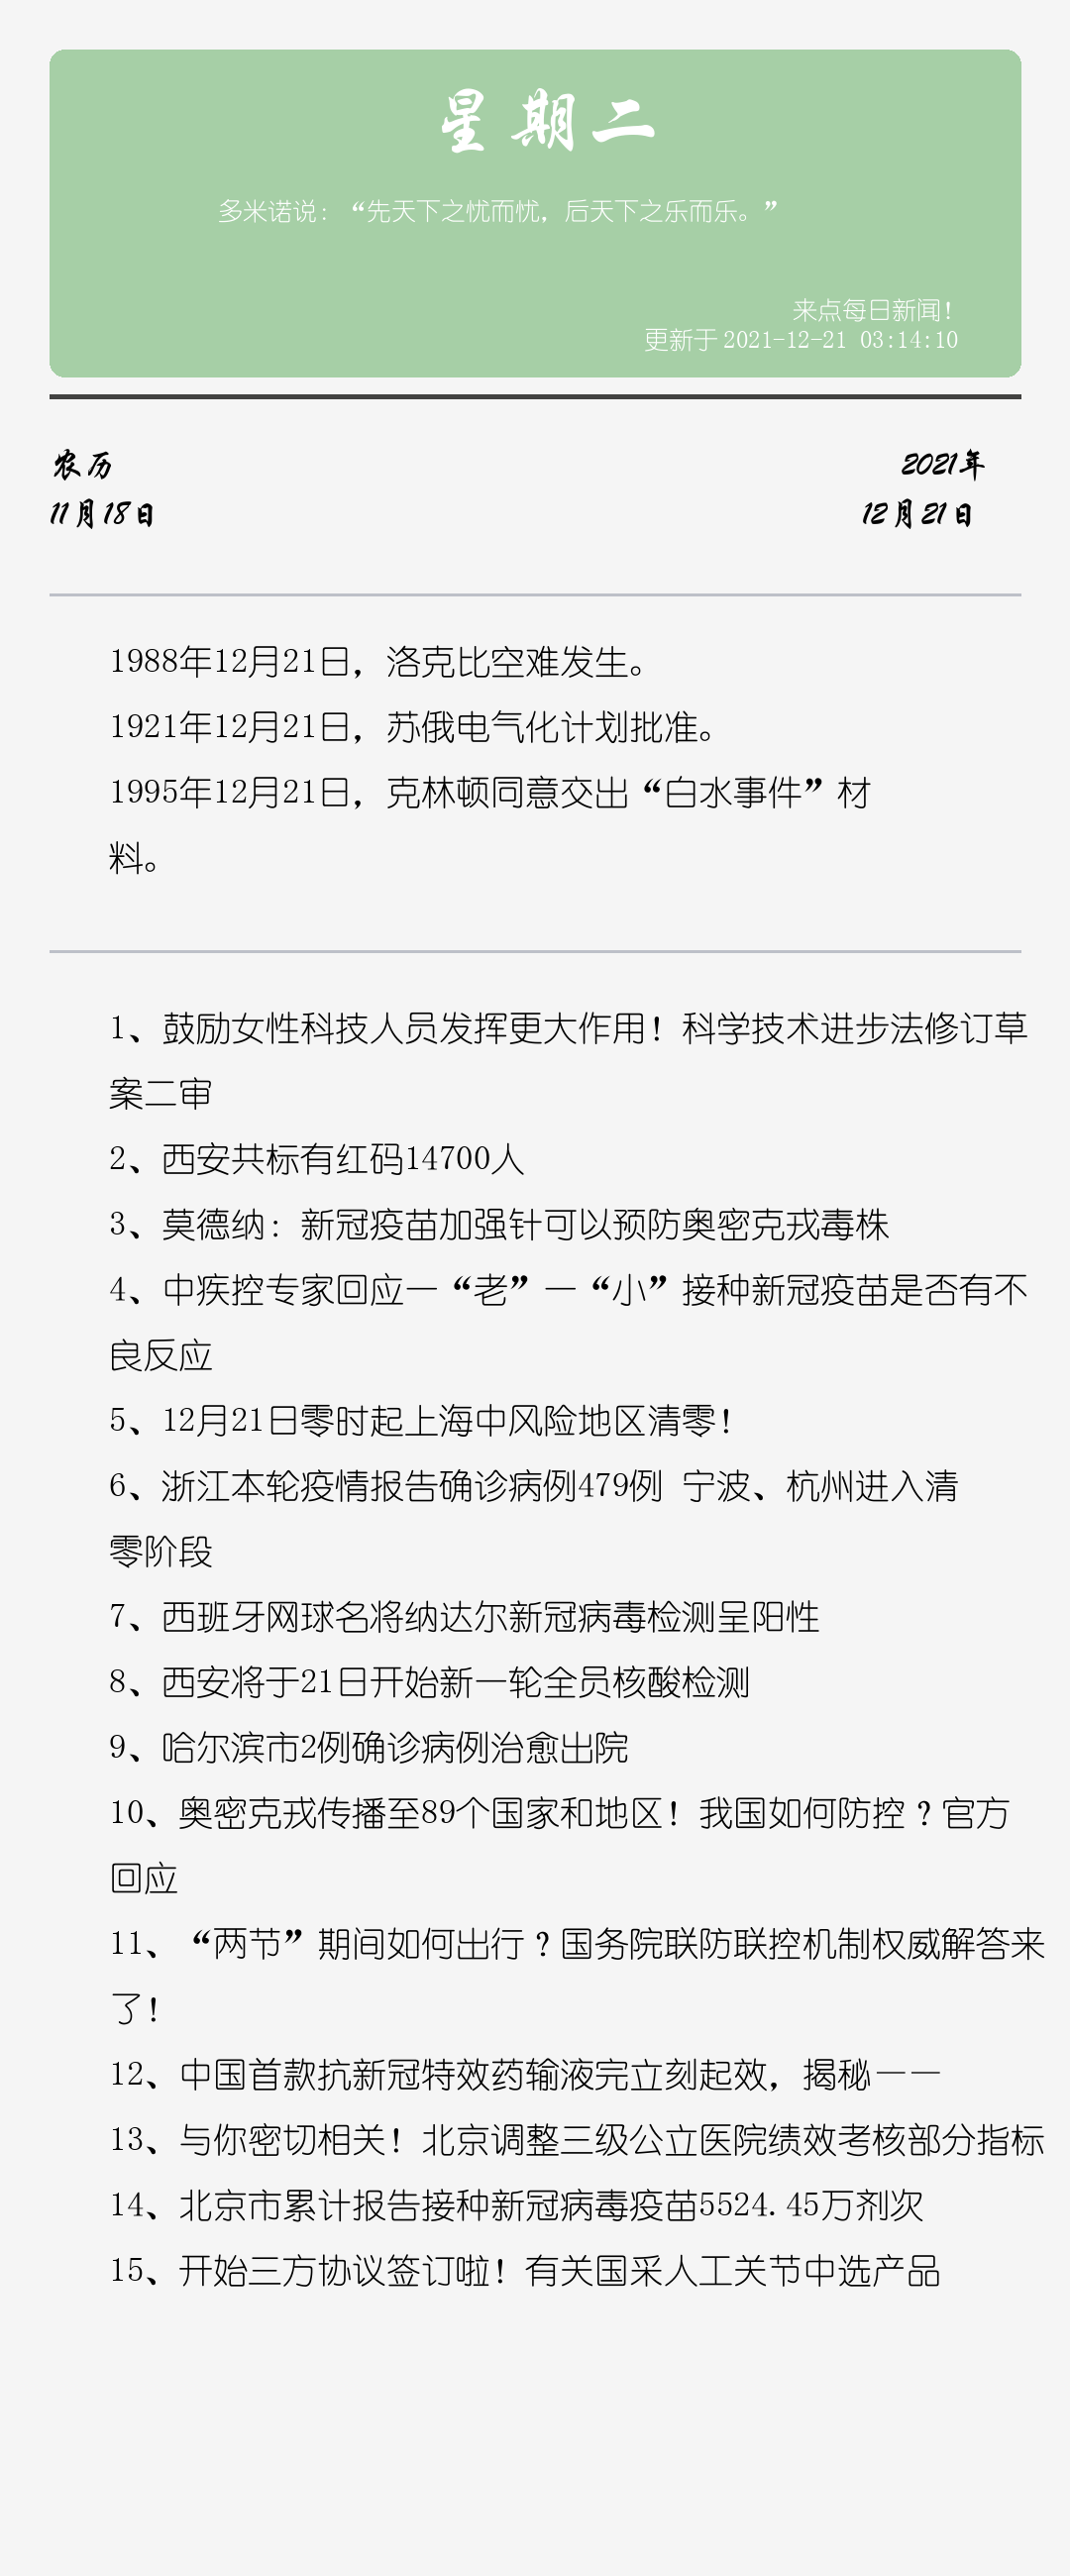 星期二
多米诺说：“先天下之忧而忧，后天下之乐而乐。”
来点每日新闻！
更新于2021-12-21 03:14:10
农历
11月18日
2021年
12月21日
1988年12月21日，洛克比空难发生。
1921年12月21日，苏俄电气化计划批准。
1995年12月21日，克林顿同意交出“白水事件”材
料。
1、鼓励女性科技人员发挥更大作用！科学技术进步法修订草
案二审
2、西安共标有红码14700人
3、莫德纳：新冠疫苗加强针可以预防奥密克戎毒株
4、中疾控专家回应一“老”一“小”接种新冠疫苗是否有不
良反应
5、12月21日零时起上海中风险地区清零！
6、浙江本轮疫情报告确诊病例479例 宁波、杭州进入清
零阶段
7、西班牙网球名将纳达尔新冠病毒检测呈阳性
8、西安将于21日开始新一轮全员核酸检测
9、哈尔滨市2例确诊病例治愈出院
10、奥密克戎传播至89个国家和地区！我国如何防控？官方
回应
11、“两节”期间如何出行？国务院联防联控机制权威解答来
了！
12、中国首款抗新冠特效药输液完立刻起效，揭秘——
13、与你密切相关！北京调整三级公立医院绩效考核部分指标
14、北京市累计报告接种新冠病毒疫苗5524.45万剂次
15、开始三方协议签订啦！有关国采人工关节中选产品